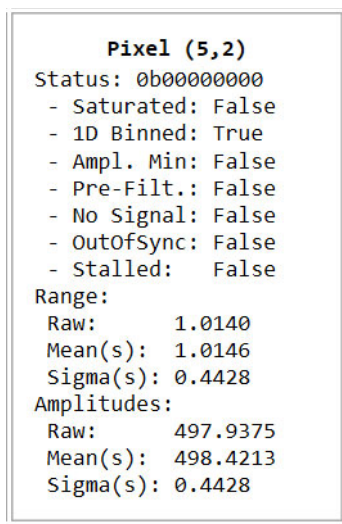 Pixel (5,2)
Status: 0b00000000
- Saturated: False
- 1D Binned: True
- Ampl. Min: False
- Pre-Filt.: False
- No Signal: False
- OutOfSync: False
- Stalled: False
Range:
Raw: 1.0140
Mean(s): 1.0146
Sigma(s): 0.4428
Amplitudes:
Raw: 497.9375
Mean(s): 498.4213
Sigma(s): 0.4428